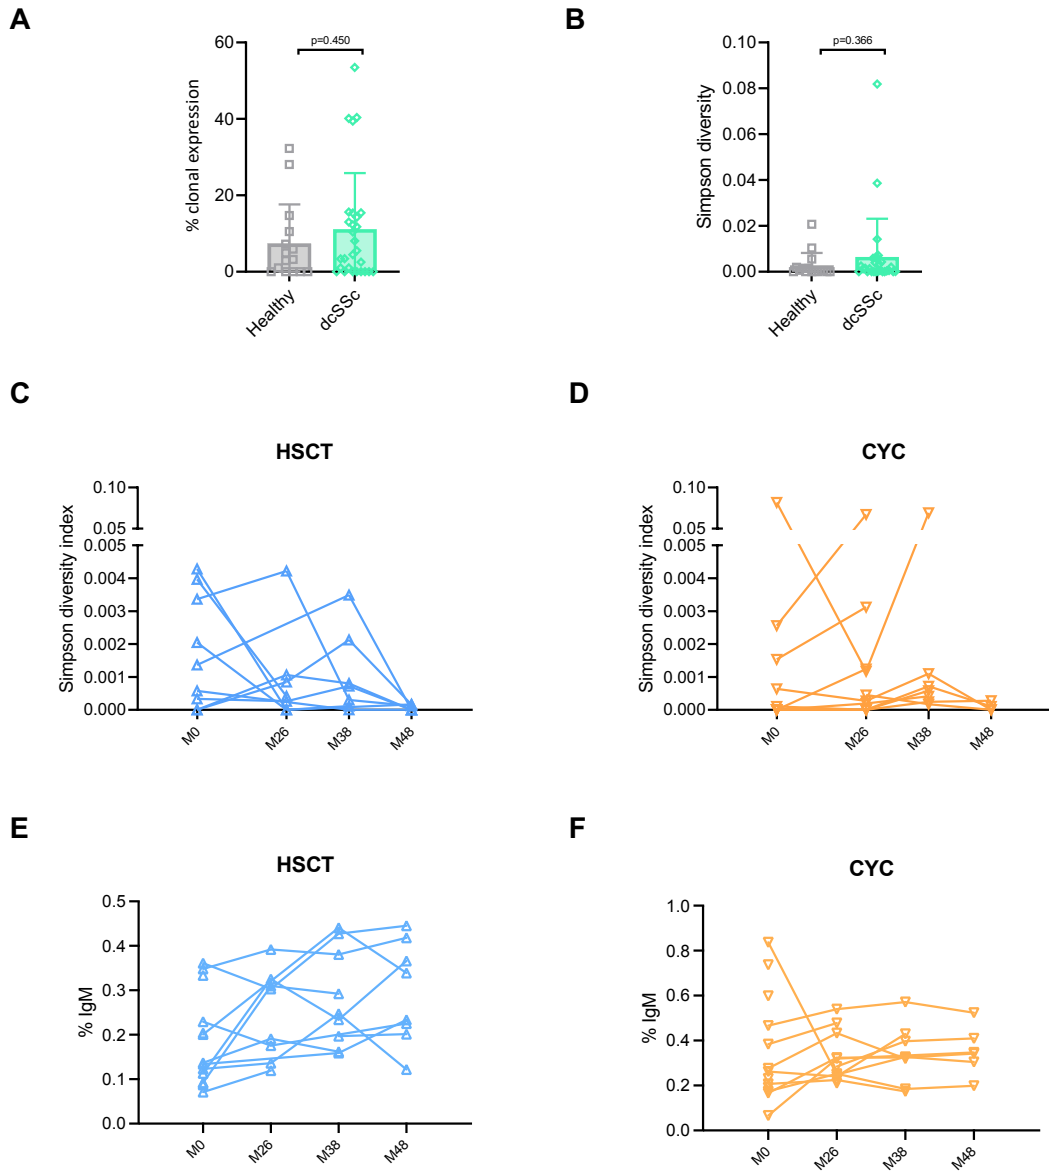 A
B
p=0.450
p=0.366
% clonal expression
60
40
20
0
Healthy
dcSSc
Simpson diversity
0.10
0.08
0.06
0.04
0.02
0.00
Healthy
dcSSc
C
D
HSCT
CYC
Simpson diversity index
0.10
0.05
0.005
0.004
0.003
0.002
0.001
0.000
M0
M26
M38
M48
Simpson diversity index
0.10
0.05
0.005
0.004
0.003
0.002
0.001
0.000
M0
M26
M38
M48
E
F
HSCT
CYC
% IgM
0.5
0.4
0.3
0.2
0.1
0.0
M0
M26
M38
M48
% IgM
1.0
0.8
0.6
0.4
0.2
0.0
M0
M26
M38
M48